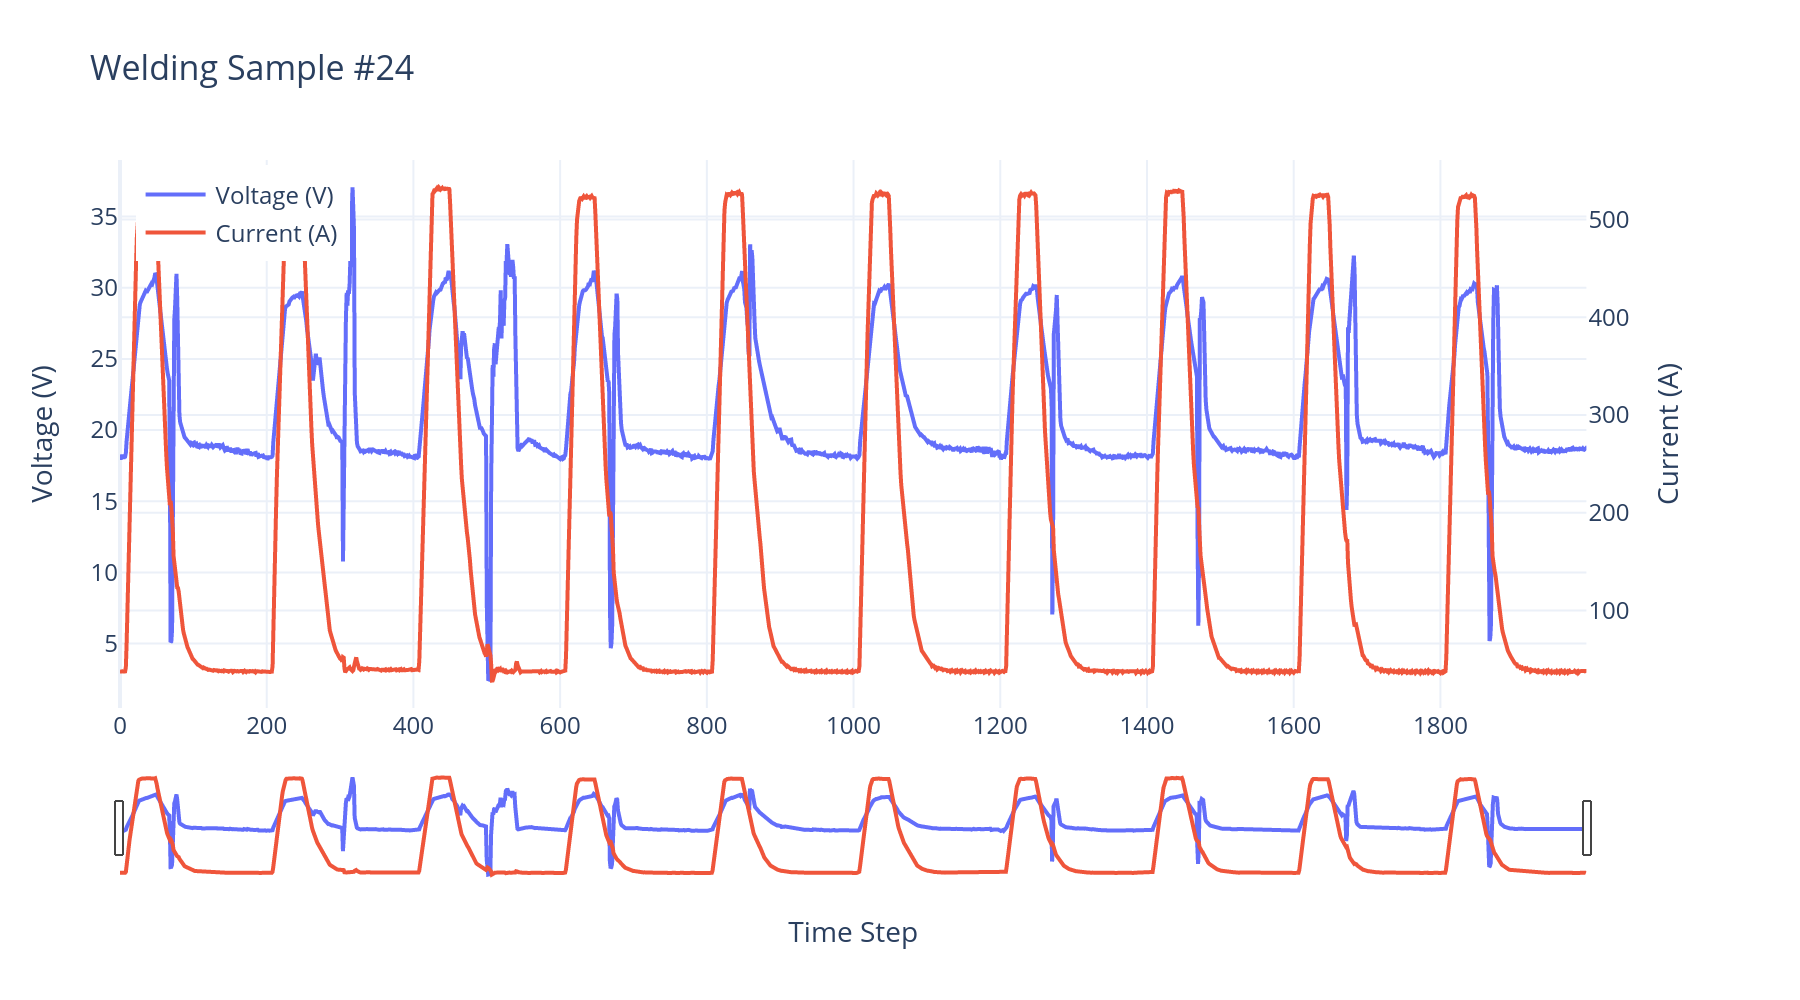 Welding Sample #24
Voltage (V)
Current (A)
35
30
25
20
15
10
5
Voltage (V)
500
400
300
200
100
Current (A)
0 200 400 600 800 1000 1200 1400 1600 1800
Time Step